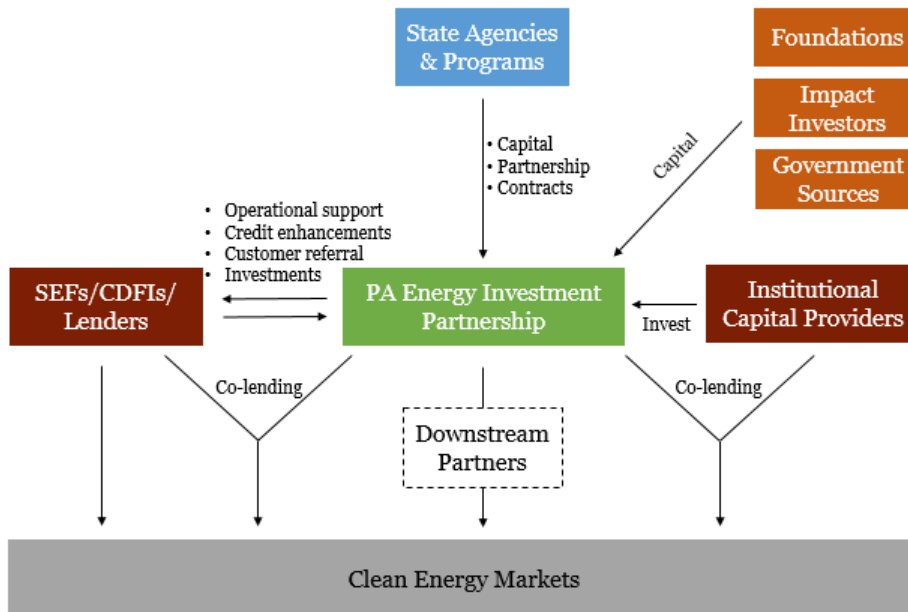 State Agencies
& Programs
Foundations
Impact
Investors
Government
Sources
• Capital
• Partnership
• Contracts
Capital
• Operational support
• Credit enhancements
• Customer referral
• Investments
SEFs/CDFIs/
Lenders
PA Energy Investment
Partnership
Invest
Institutional
Capital Providers
Co-lending
Co-lending
Downstream
Partners
Clean Energy Markets